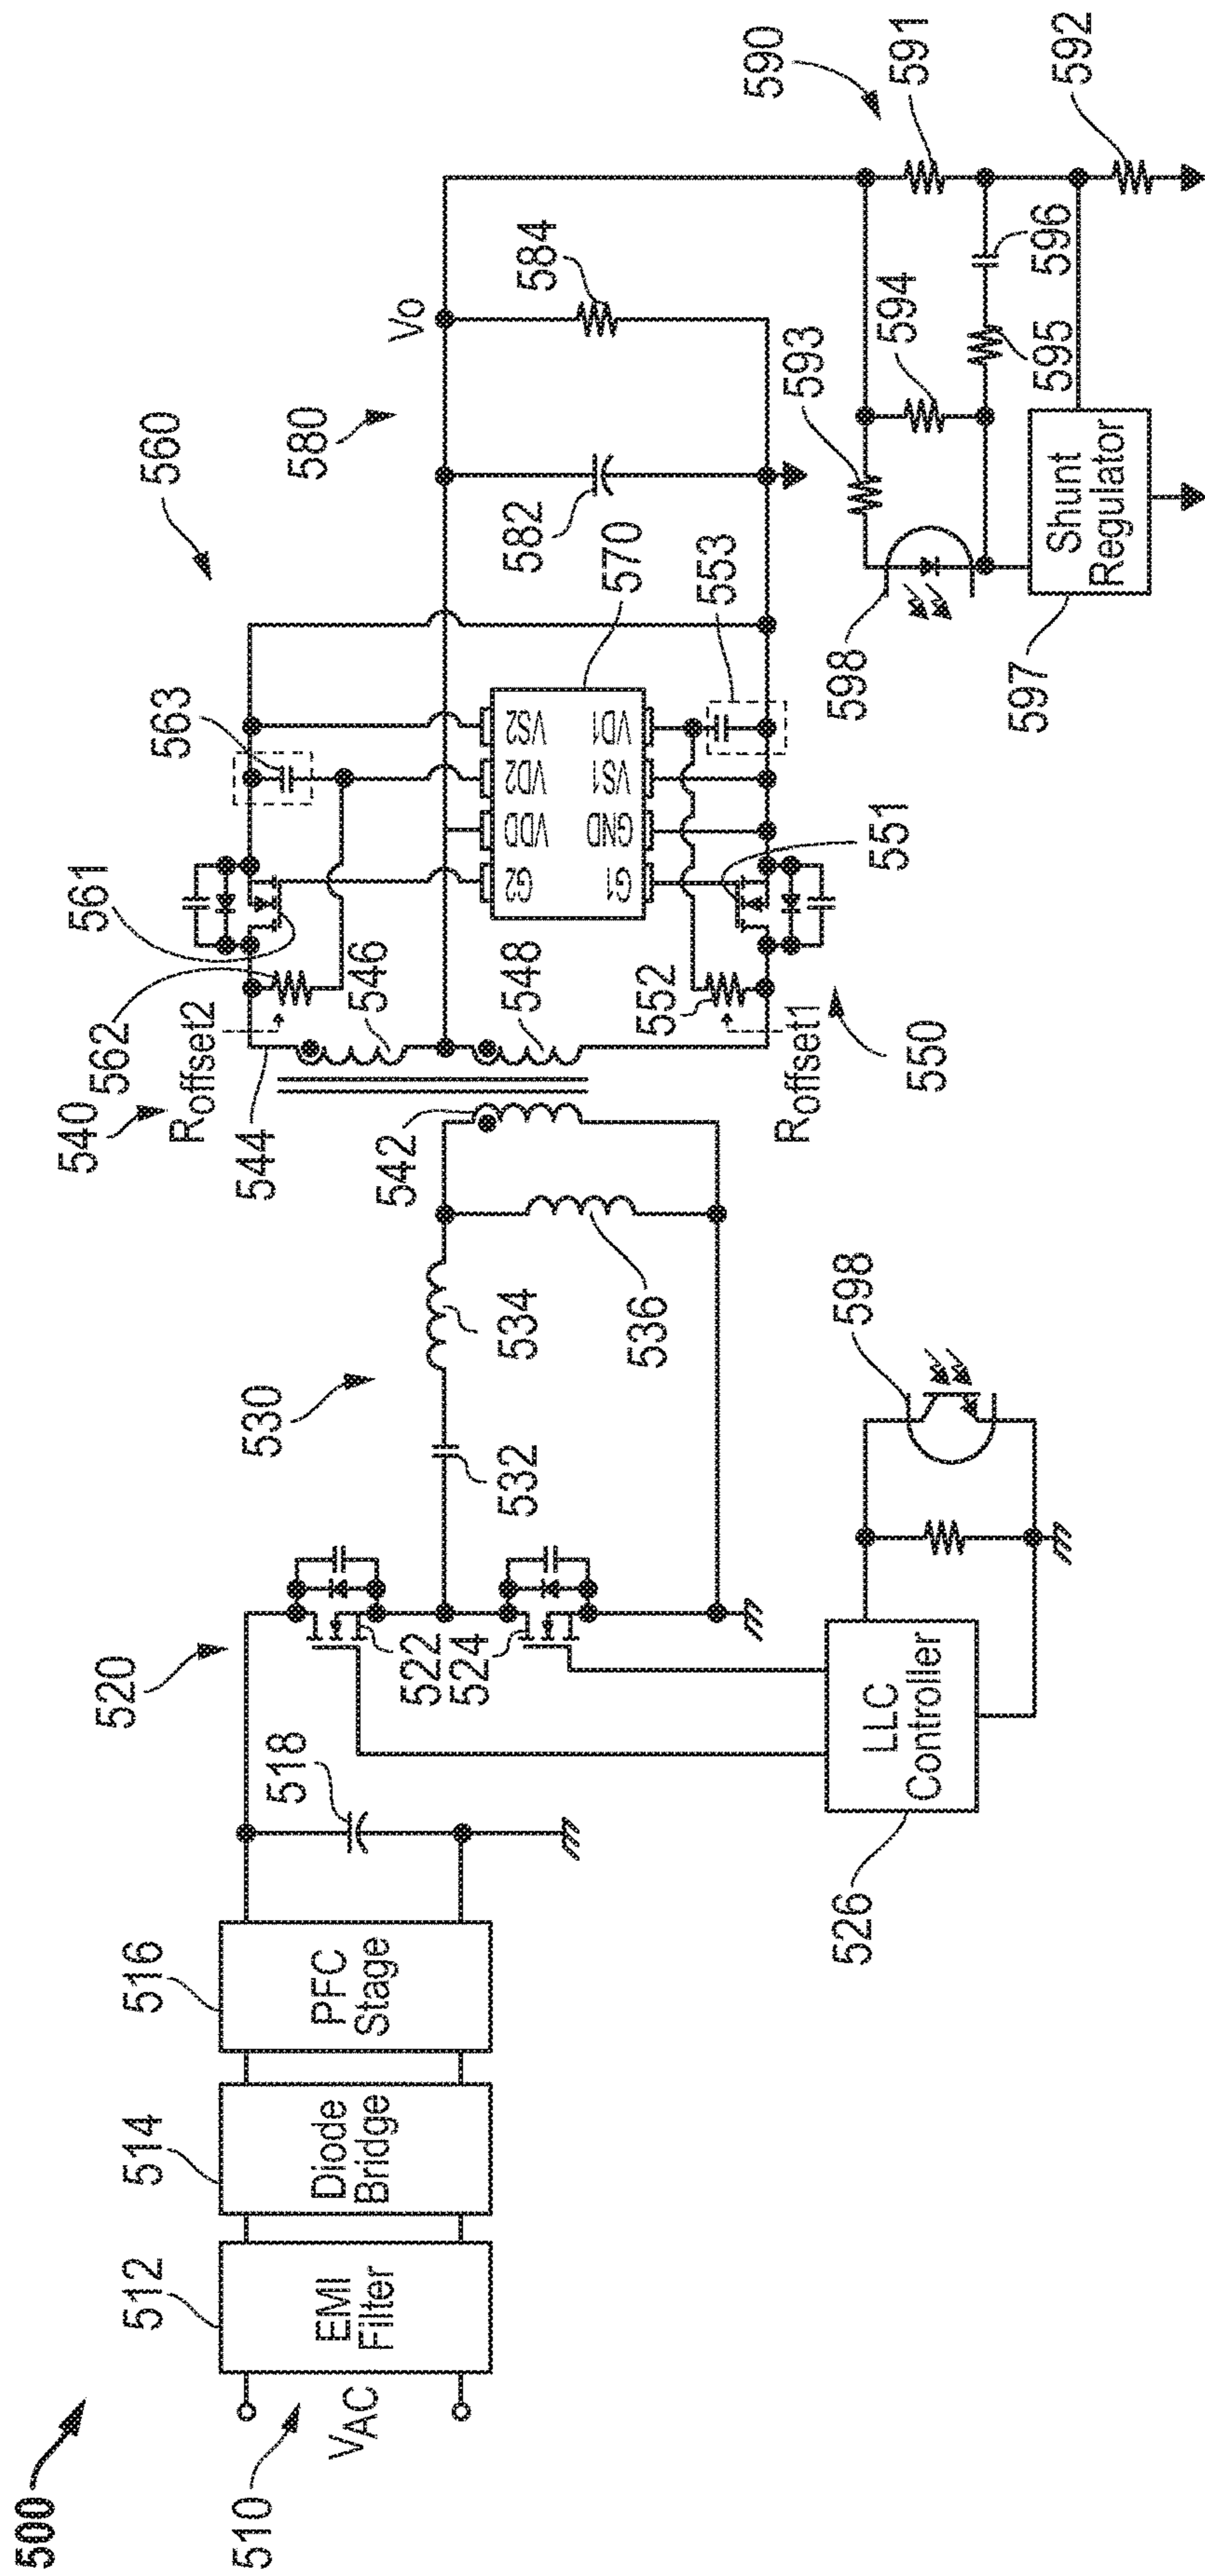 500
510
VAC
512
EMI
Filter
514
Diode
Bridge
516
PFC
Stage
518
520
522
524
526
LLC
Controller
598
530
532
534
536
540
542
544
546
548
Roffset2
562
561
563
560
G2
VDD
VD2
VS2
G1
GND
VS1
VD1
570
553
551
552
Roffset1
550
580
582
Vo
584
590
591
592
593
594
595
596
598
597
Shunt
Regulator